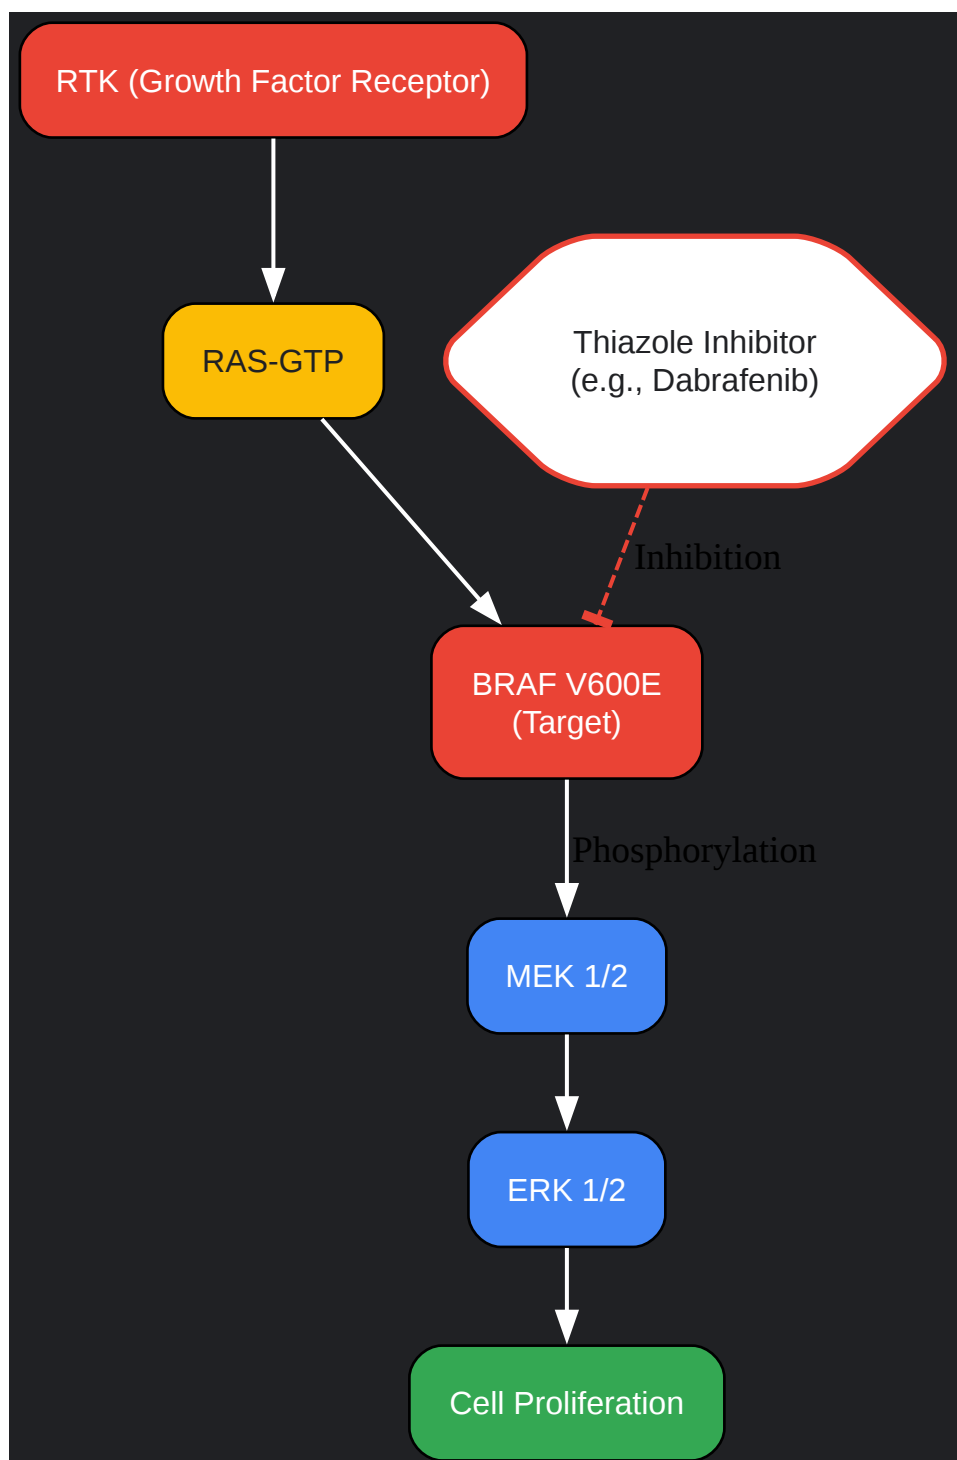 RTK (Growth Factor Receptor)
RAS-GTP
Thiazole Inhibitor
(e.g., Dabrafenib)
Inhibition
BRAF V600E
(Target)
Phosphorylation
MEK 1/2
ERK 1/2
Cell Proliferation